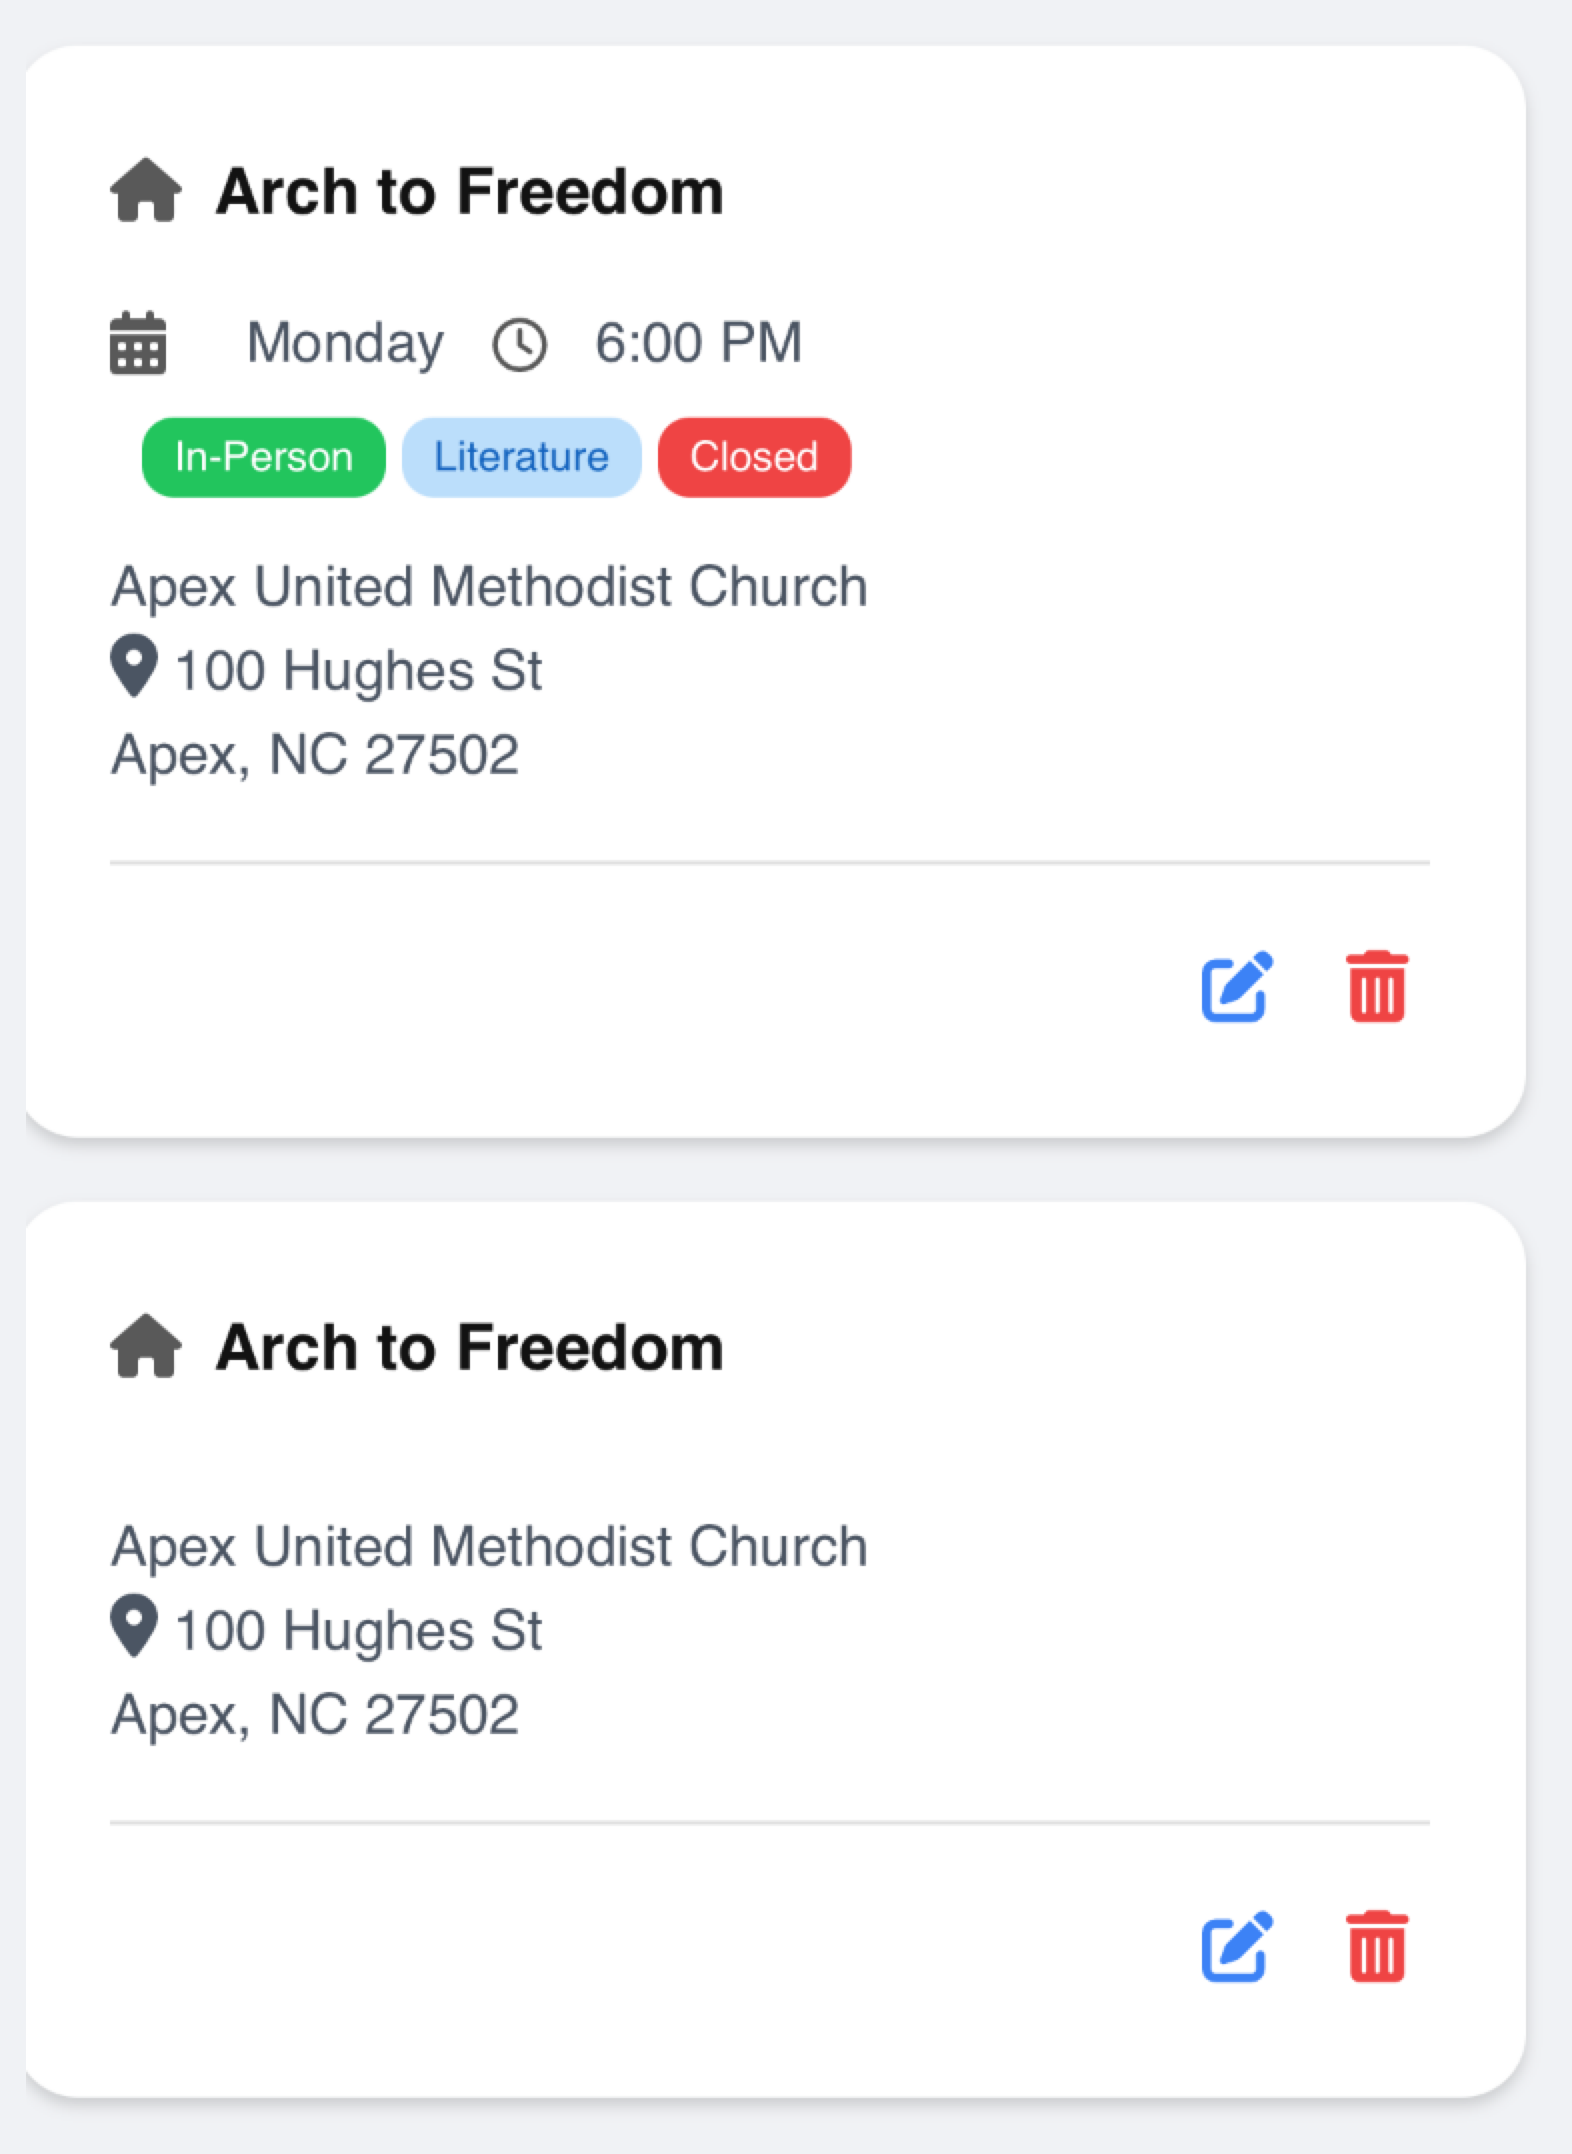 Arch to Freedom
Monday 6:00 PM
In-Person Literature Closed
Apex United Methodist Church
100 Hughes St
Apex, NC 27502
Arch to Freedom
Apex United Methodist Church
100 Hughes St
Apex, NC 27502